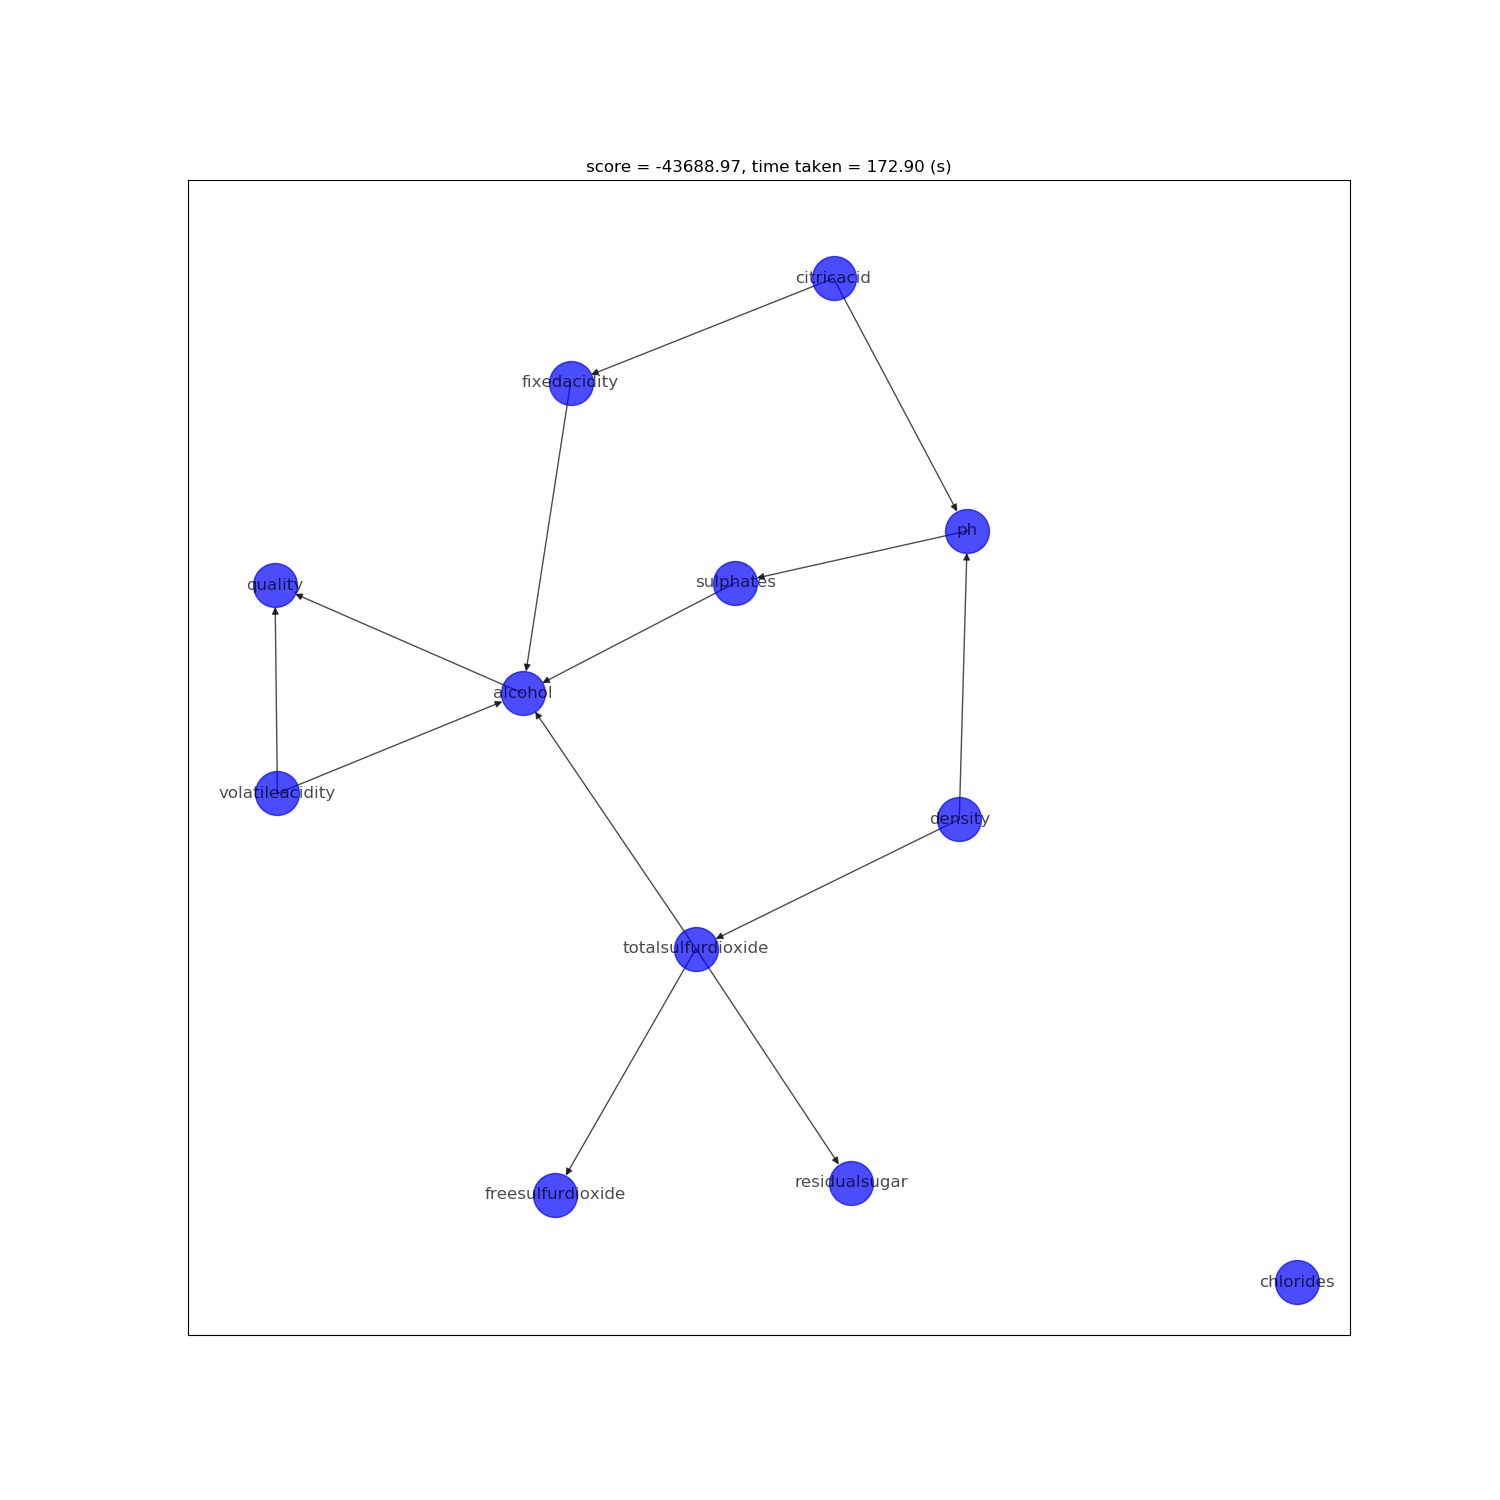 score = -43688.97, time taken = 172.90 (s)
citricacid
fixedacidity
ph
sulphates
quality
alcohol
volatileacidity
density
totalsulfurdioxide
residualsugar
freesulfurdioxide
chlorides